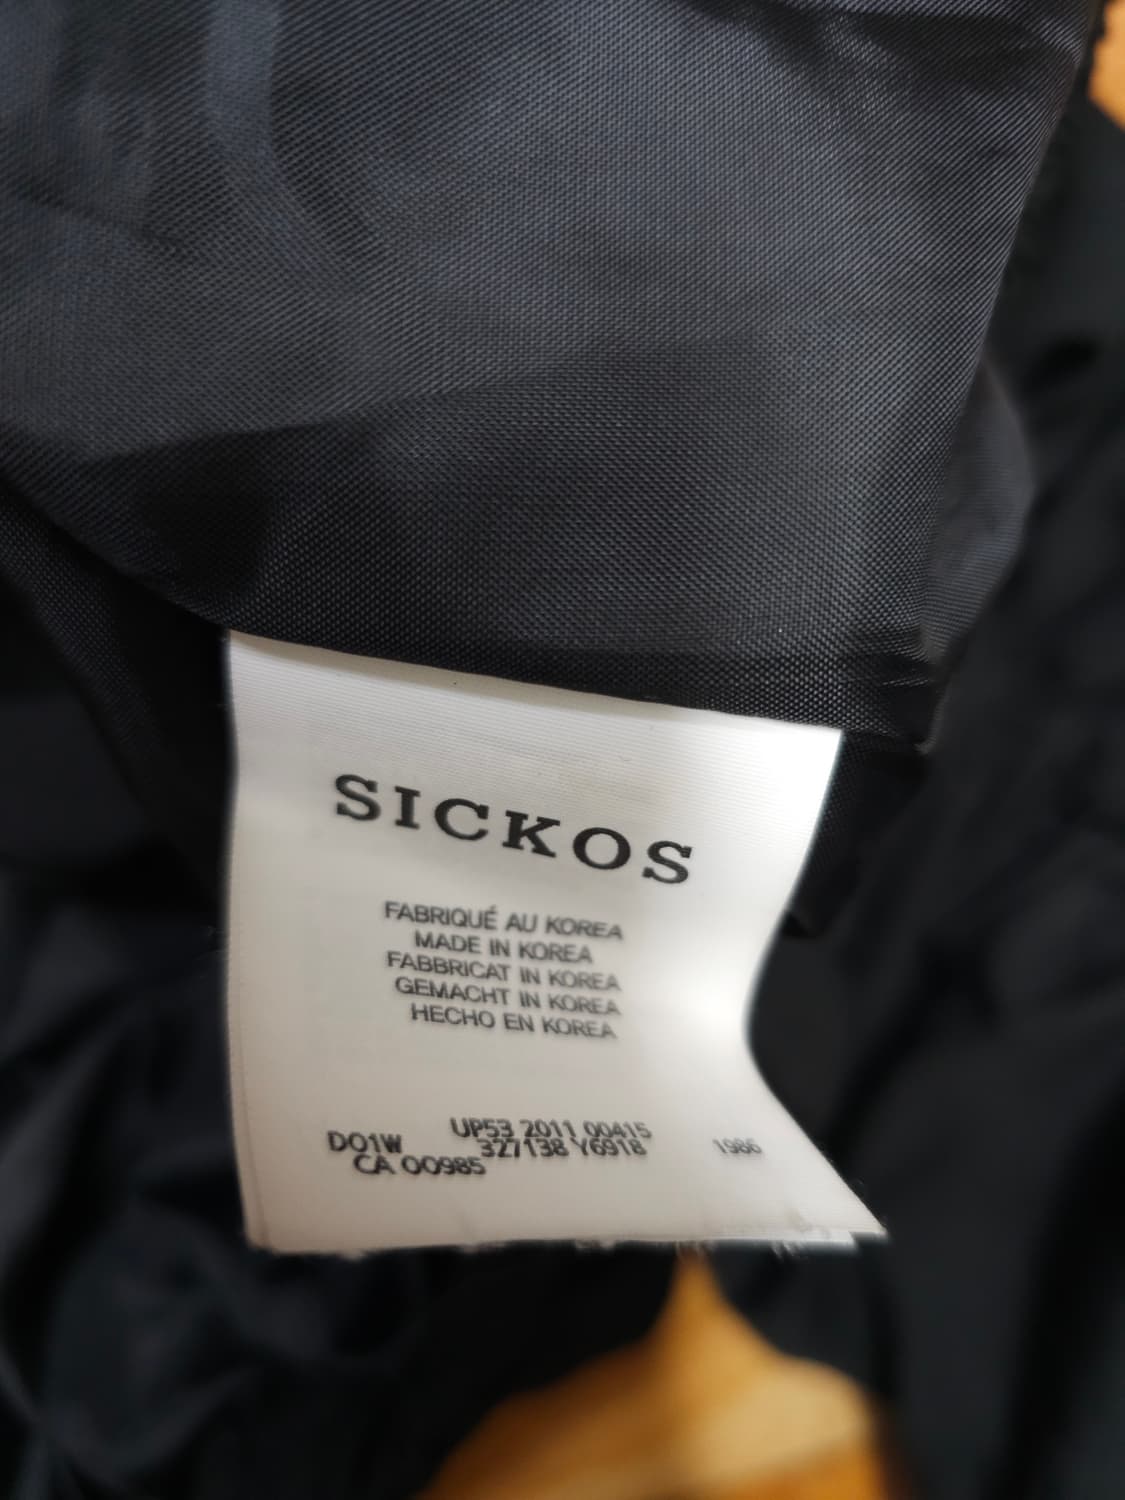 SICKOS
FABRIQUÉ AU KOREA
MADE IN KOREA
FABBRICAT IN KOREA
GEMACHT IN KOREA
HECHO EN KOREA
UP53 2011 00415
DO1W 327138 Y6918 1986
CA 00985